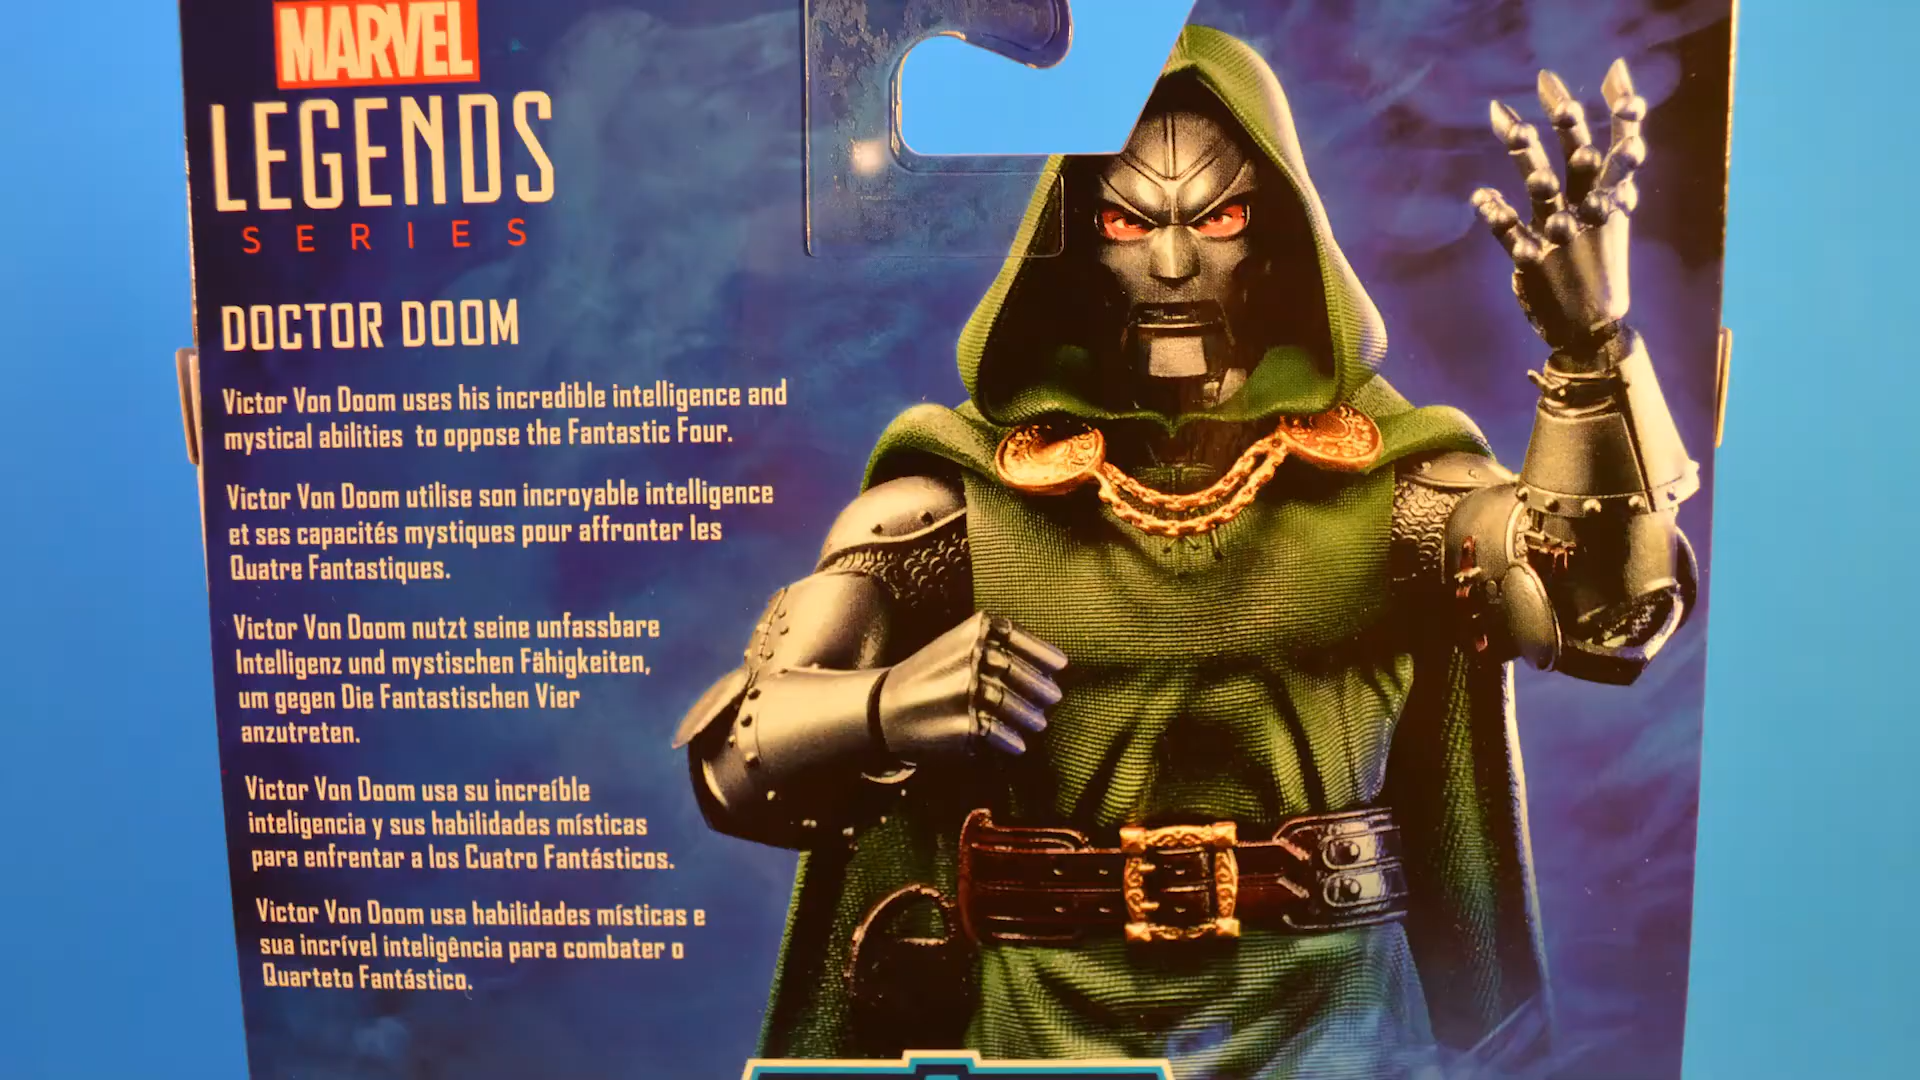 MARVEL
LEGENDS
SERIES
DOCTOR DOOM
Victor Von Doom uses his incredible intelligence and
mystical abilities to oppose the Fantastic Four.
Victor Von Doom utilise son incroyable intelligence
et ses capacités mystiques pour affronter les
Quatre Fantastiques.
Victor Von Doom nutzt seine unfassbare
Intelligenz und mystischen Fähigkeiten,
um gegen Die Fantastischen Vier
anzutreten.
Victor Von Doom usa su increíble
inteligencia y sus habilidades místicas
para enfrentar a los Cuatro Fantásticos.
Victor Von Doom usa habilidades místicas e
sua incrível inteligência para combater o
Quarteto Fantástico.